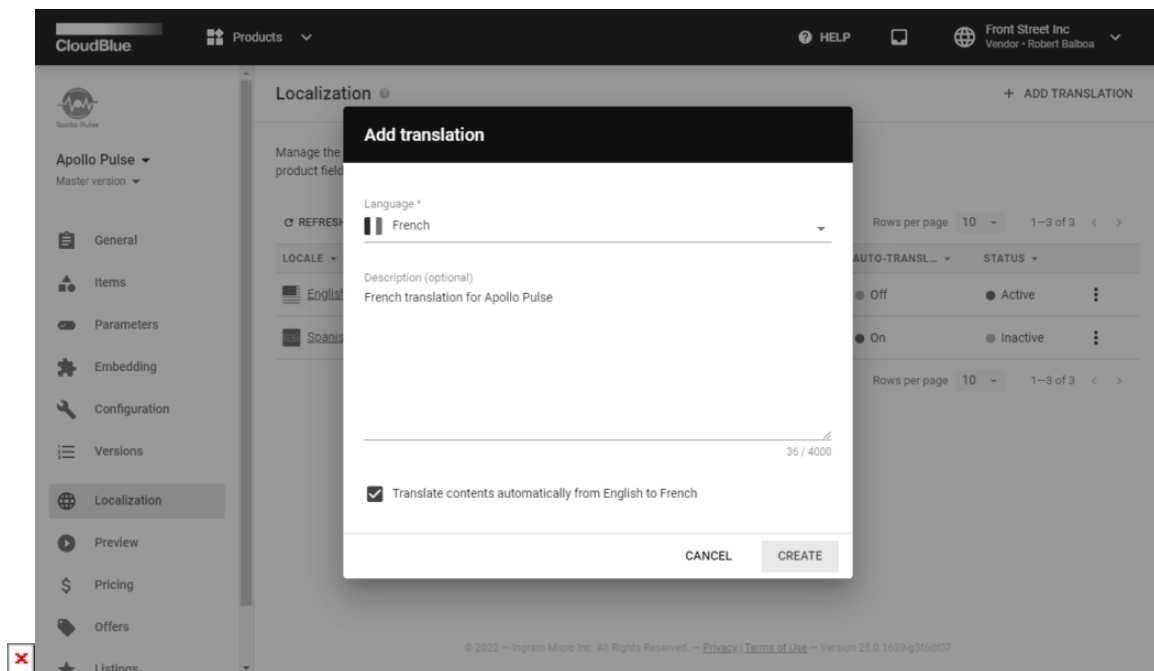 CloudBlue
Products
HELP
Front Street Inc
Vendor • Robert Balboa
Apollo Pulse
Apollo Pulse
Master version
General
Items
Parameters
Embedding
Configuration
Versions
Localization
Preview
Pricing
Offers
Listings
Localization
+ ADD TRANSLATION
Manage the
product field
REFRESH
Rows per page 10 1–3 of 3 < >
LOCALE
AUTO-TRANSL...
STATUS
English
Off
Active
Spanis
On
Inactive
Rows per page 10 1–3 of 3 < >
Add translation
Language *
French
Description (optional)
French translation for Apollo Pulse
36 / 4000
Translate contents automatically from English to French
CANCEL
CREATE
© 2022 – Ingram Micro Inc. All Rights Reserved. – Privacy | Terms of Use – Version 25.0.1639-g3f6df07